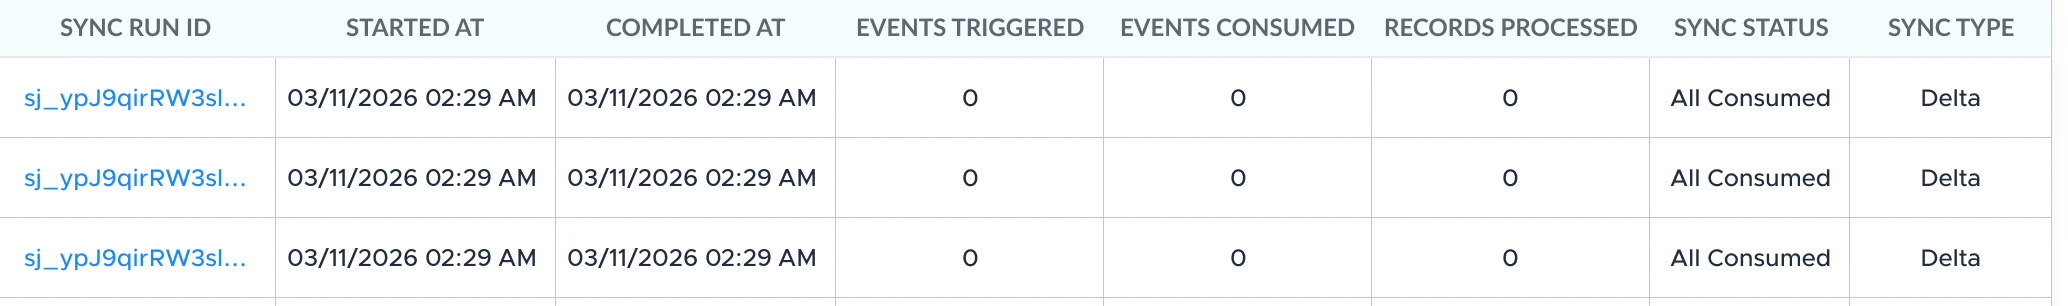 SYNC RUN ID STARTED AT COMPLETED AT EVENTS TRIGGERED EVENTS CONSUMED RECORDS PROCESSED SYNC STATUS SYNC TYPE
sj_ypJ9qirRW3sl... 03/11/2026 02:29 AM 03/11/2026 02:29 AM 0 0 0 All Consumed Delta
sj_ypJ9qirRW3sl... 03/11/2026 02:29 AM 03/11/2026 02:29 AM 0 0 0 All Consumed Delta
sj_ypJ9qirRW3sl... 03/11/2026 02:29 AM 03/11/2026 02:29 AM 0 0 0 All Consumed Delta